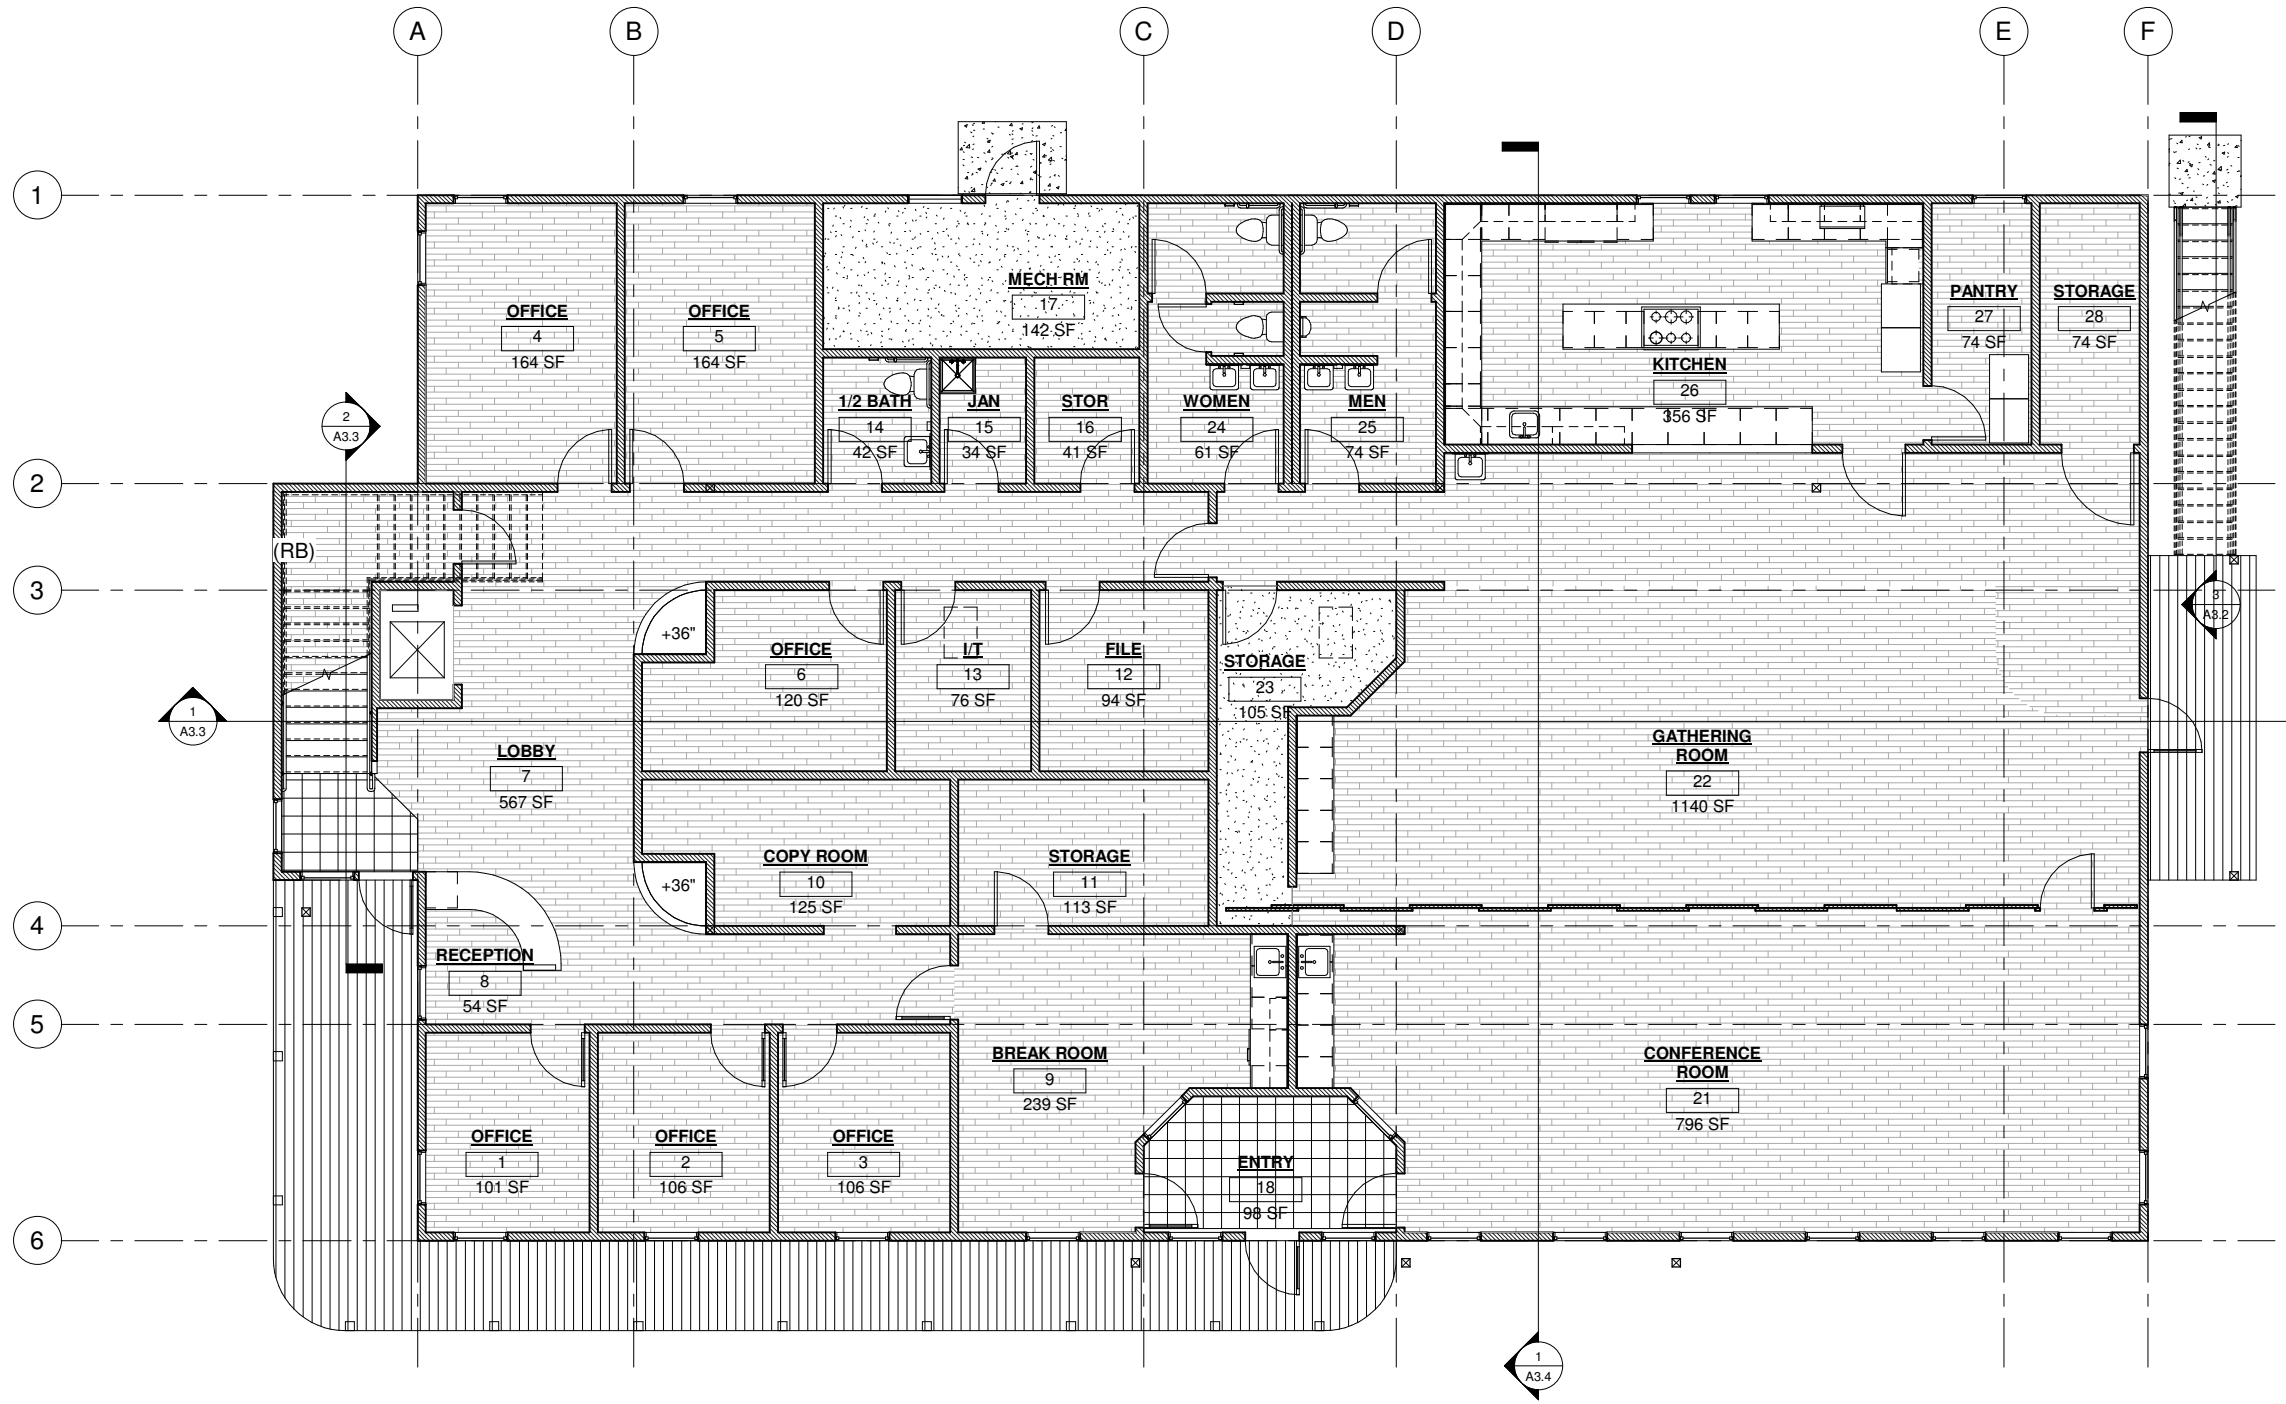 A
B
C
D
E
F
1
2
3
4
5
6
OFFICE
4
164 SF
OFFICE
5
164 SF
MECH RM
17
142 SF
1/2 BATH
14
42 SF
JAN
15
34 SF
STOR
16
41 SF
WOMEN
24
61 SF
MEN
25
74 SF
KITCHEN
26
356 SF
PANTRY
27
74 SF
STORAGE
28
74 SF
2
A3.3
(RB)
+36"
OFFICE
6
120 SF
I/T
13
76 SF
FILE
12
94 SF
STORAGE
23
105 SF
3
A3.2
1
A3.3
LOBBY
7
567 SF
GATHERING
ROOM
22
1140 SF
+36"
COPY ROOM
10
125 SF
STORAGE
11
113 SF
RECEPTION
8
54 SF
BREAK ROOM
9
239 SF
CONFERENCE
ROOM
21
796 SF
OFFICE
1
101 SF
OFFICE
2
106 SF
OFFICE
3
106 SF
ENTRY
18
98 SF
1
A3.4